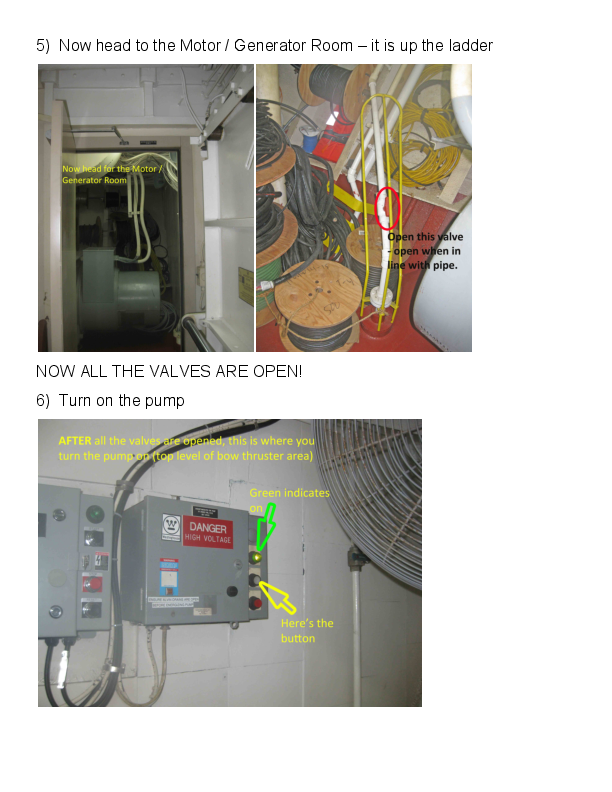 5) Now head to the Motor / Generator Room – it is up the ladder
Now head for the Motor /
Generator Room
Open this valve
- open when in
line with pipe.
NOW ALL THE VALVES ARE OPEN!
6) Turn on the pump
AFTER all the valves are opened, this is where you
turn the pump on (top level of bow thruster area)
Green indicates
on
DANGER
HIGH VOLTAGE
Here's the
button